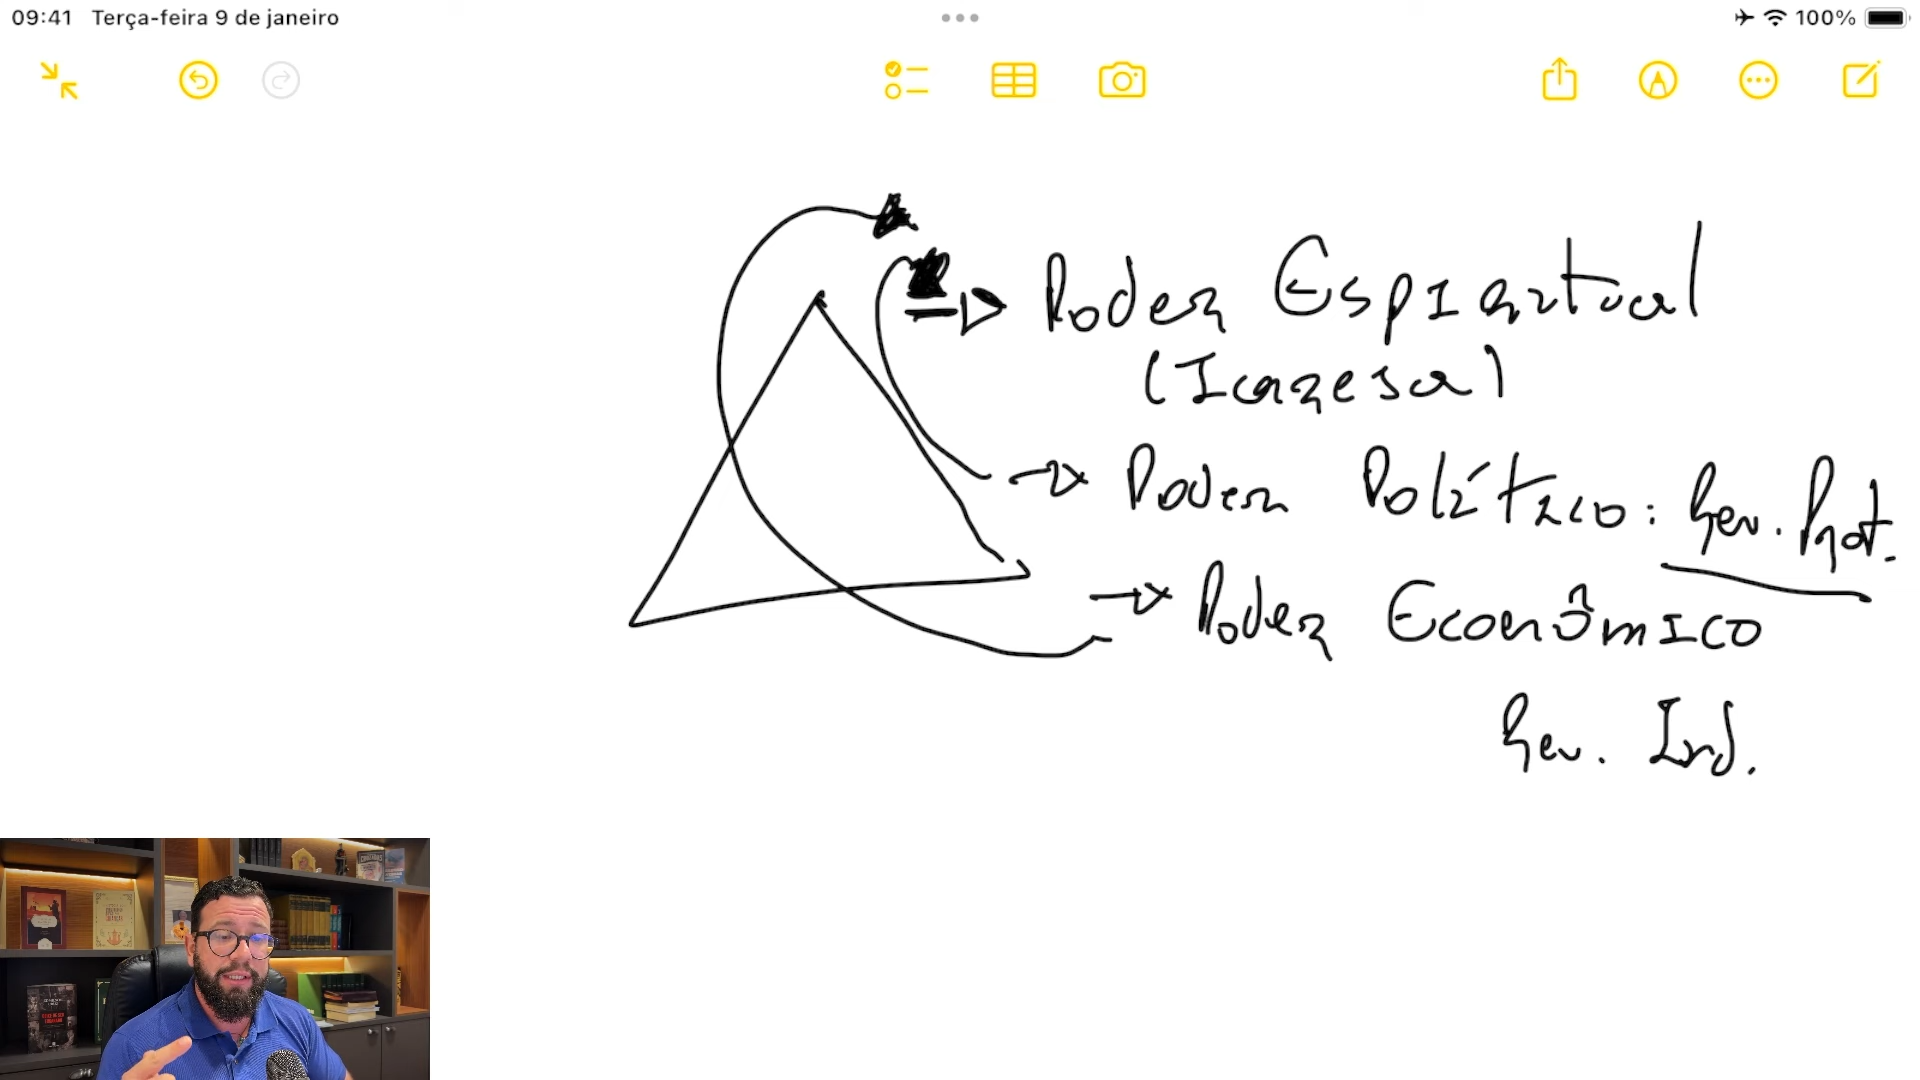 09:41 Terça-feira 9 de janeiro
100%
Poder Espiritual
(Igreja)
Poder Político: Rev. Prot.
Poder Econômico
Rev. Ind.